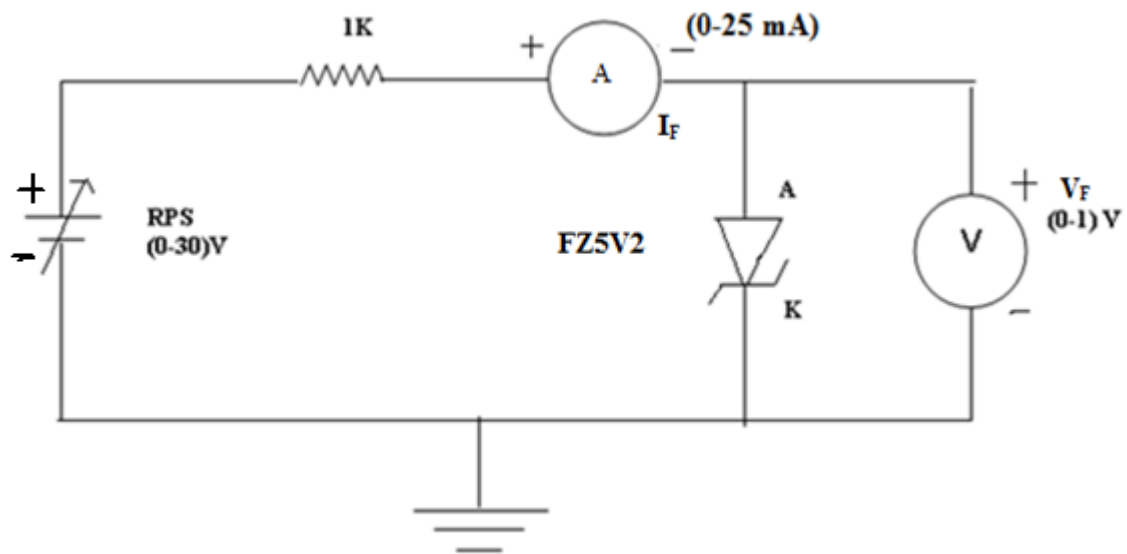 1K
+
−
(0-25 mA)
A
I_F
+
-
RPS
(0-30)V
FZ5V2
A
K
+
V_F
(0-1) V
V
−